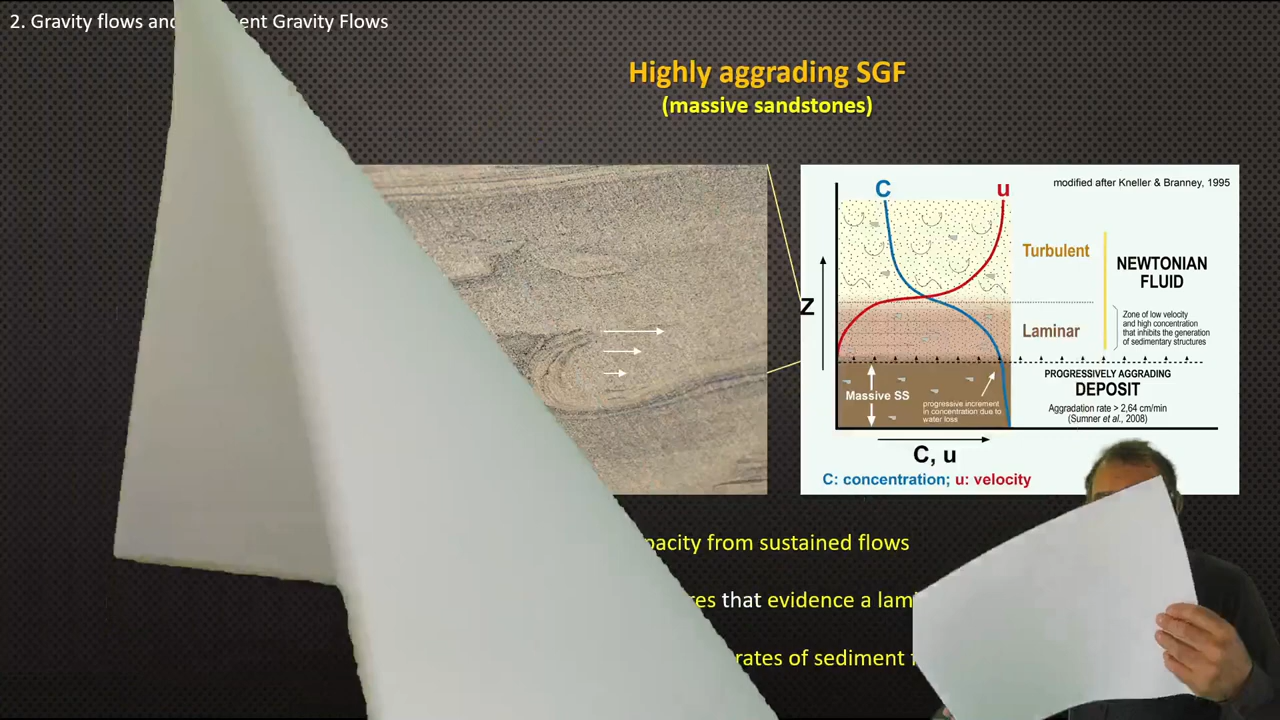 2. Gravity flows and
ent Gravity Flows
Highly aggrading SGF
(massive sandstones)
modified after Kneller & Branney, 1995
C
u
Z
Turbulent
NEWTONIAN
FLUID
Laminar
Zone of low velocity
and high concentration
that inhibits the generation
of sedimentary structures
Massive SS
progressive increment
in concentration due to
water loss
PROGRESSIVELY AGGRADING
DEPOSIT
Aggradation rate > 2,64 cm/min
(Sumner et al., 2008)
C, u
C: concentration; u: velocity
pacity from sustained flows
res that evidence a lami
rates of sediment f